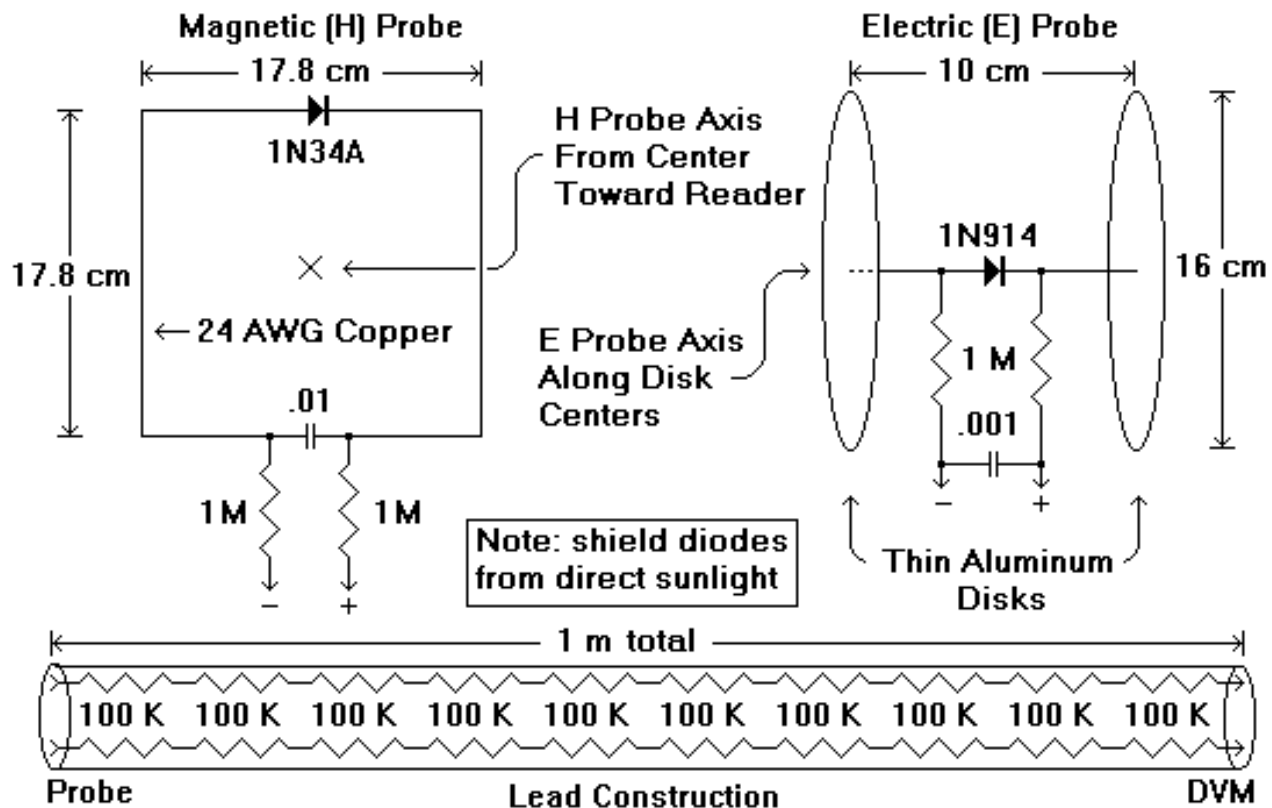 Magnetic (H) Probe
17.8 cm
1N34A
17.8 cm
24 AWG Copper
.01
1 M
1 M
-
+
H Probe Axis
From Center
Toward Reader
Electric (E) Probe
10 cm
1N914
16 cm
1 M
.001
-
+
E Probe Axis
Along Disk
Centers
Thin Aluminum
Disks
Note: shield diodes
from direct sunlight
1 m total
100 K 100 K 100 K 100 K 100 K 100 K 100 K 100 K 100 K 100 K
Probe
Lead Construction
DVM